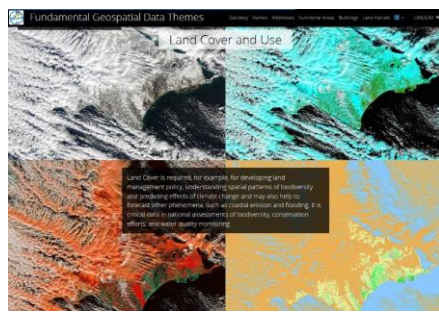 Fundamental Geospatial Data Themes
Geodesy Names Addresses Functional Areas Buildings Land Parcels UNGGIM
Land Cover and Use
Land Cover is required, for example, for developing land
management policy, understanding spatial patterns of biodiversity
and predicting effects of climate change and may also help to
forecast other phenomena, such as coastal erosion and flooding. It is
critical data in national assessments of biodiversity, conservation
efforts, and water quality monitoring.